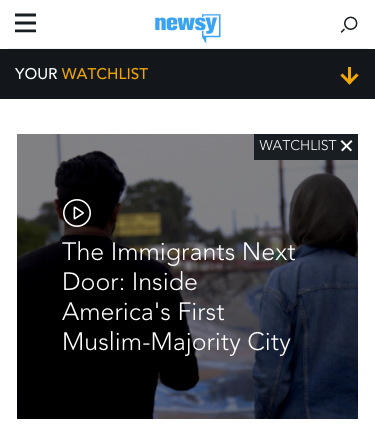 newsy
YOUR WATCHLIST
WATCHLIST
The Immigrants Next
Door: Inside
America's First
Muslim-Majority City